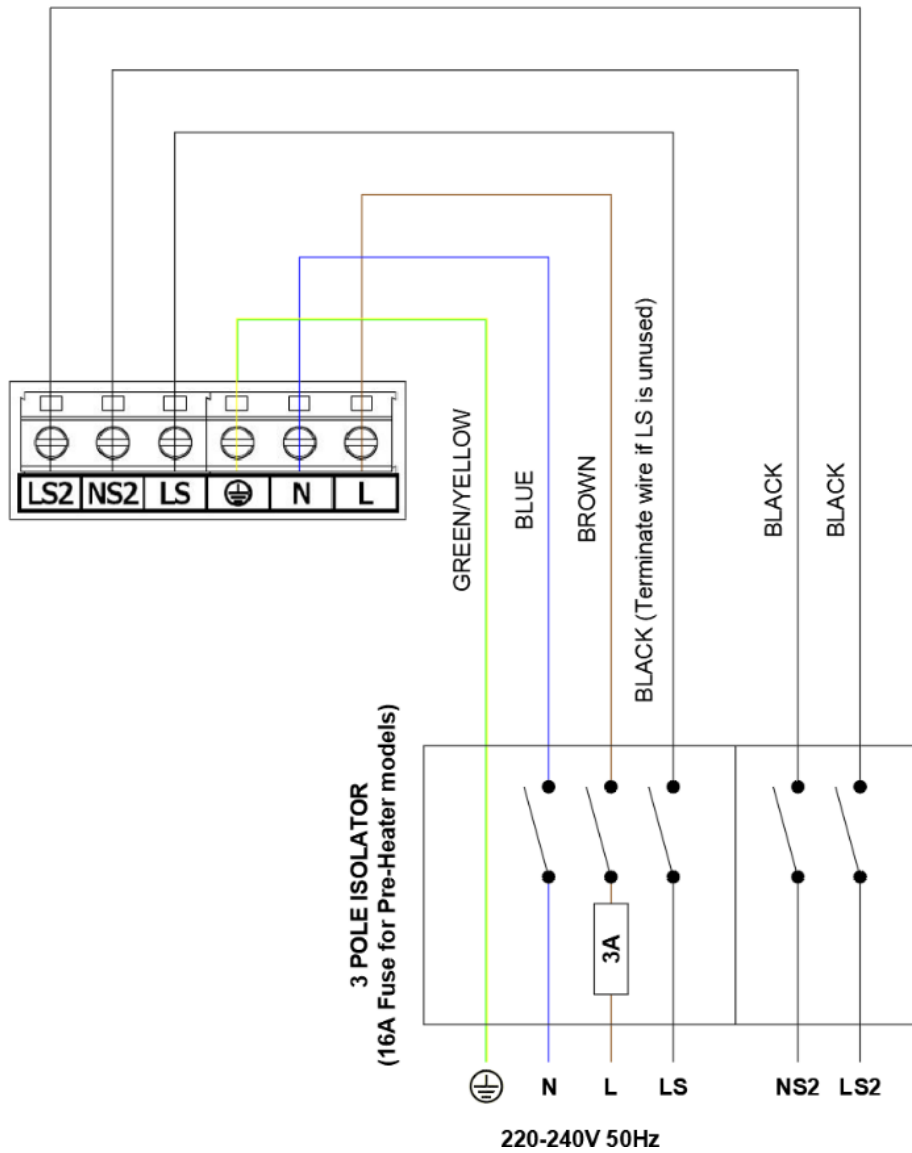 LS2 NS2 LS N L
GREEN/YELLOW
BLUE
BROWN
BLACK (Terminate wire if LS is unused)
BLACK
BLACK
3 POLE ISOLATOR
(16A Fuse for Pre-Heater models)
3A
N L LS NS2 LS2
220-240V 50Hz